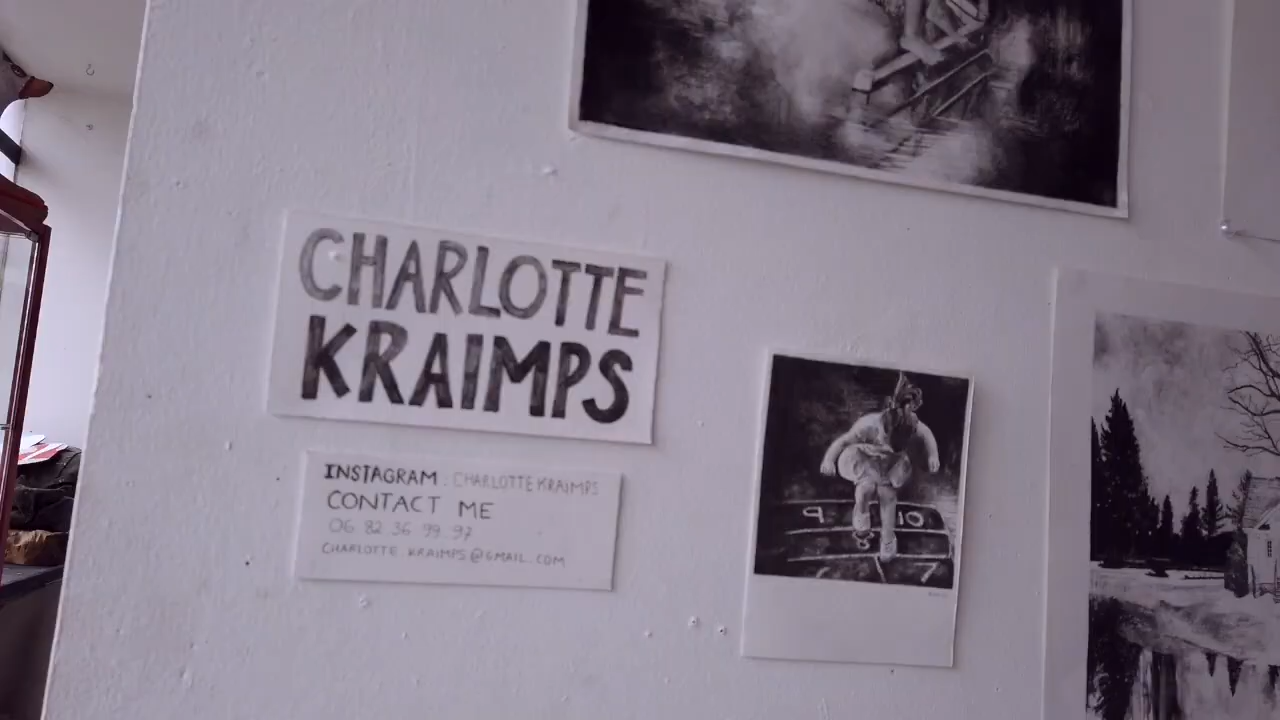 CHARLOTTE
KRAIMPS
INSTAGRAM : CHARLOTTE KRAIMPS
CONTACT ME
06 82 36 99 97
CHARLOTTE.KRAIMPS@GMAIL.COM
9 10
8
7